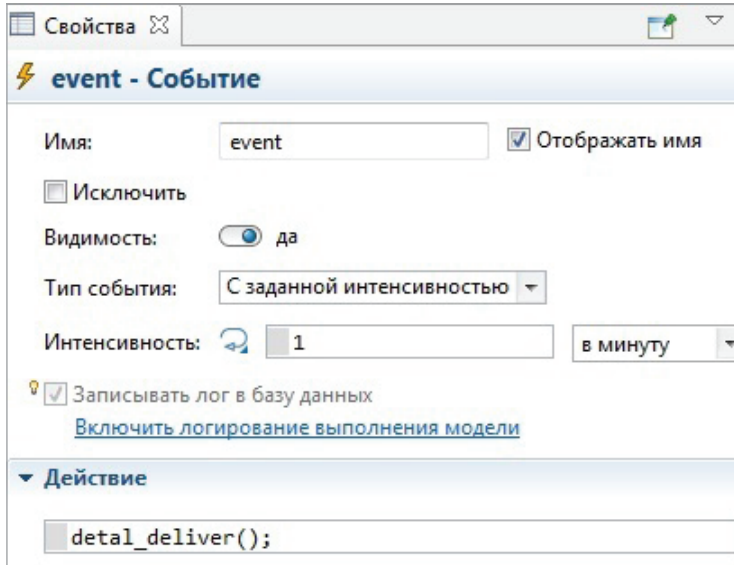 Свойства
event - Событие
Имя: event Отображать имя
Исключить
Видимость: да
Тип события: С заданной интенсивностью
Интенсивность: 1 в минуту
Записывать лог в базу данных
Включить логирование выполнения модели
Действие
detal_deliver();